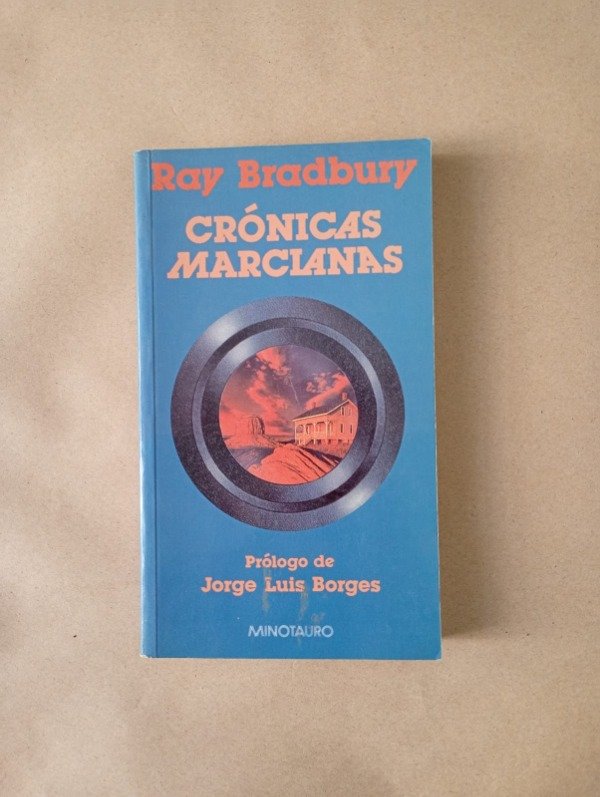 Ray Bradbury
CRÓNICAS
MARCIANAS
Prólogo de
Jorge Luis Borges
MINOTAURO